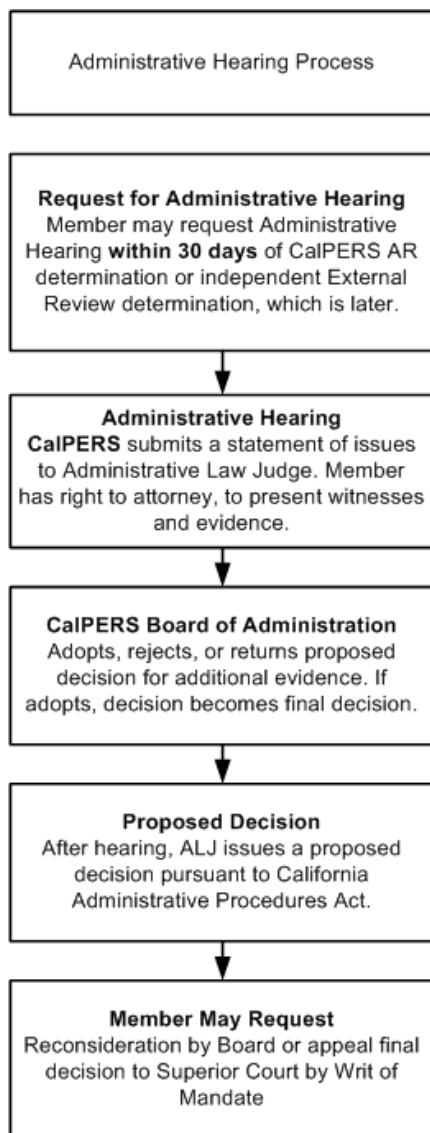 Administrative Hearing Process
Request for Administrative Hearing
Member may request Administrative
Hearing within 30 days of CalPERS AR
determination or independent External
Review determination, which is later.
Administrative Hearing
CalPERS submits a statement of issues
to Administrative Law Judge. Member
has right to attorney, to present witnesses
and evidence.
CalPERS Board of Administration
Adopts, rejects, or returns proposed
decision for additional evidence. If
adopts, decision becomes final decision.
Proposed Decision
After hearing, ALJ issues a proposed
decision pursuant to California
Administrative Procedures Act.
Member May Request
Reconsideration by Board or appeal final
decision to Superior Court by Writ of
Mandate